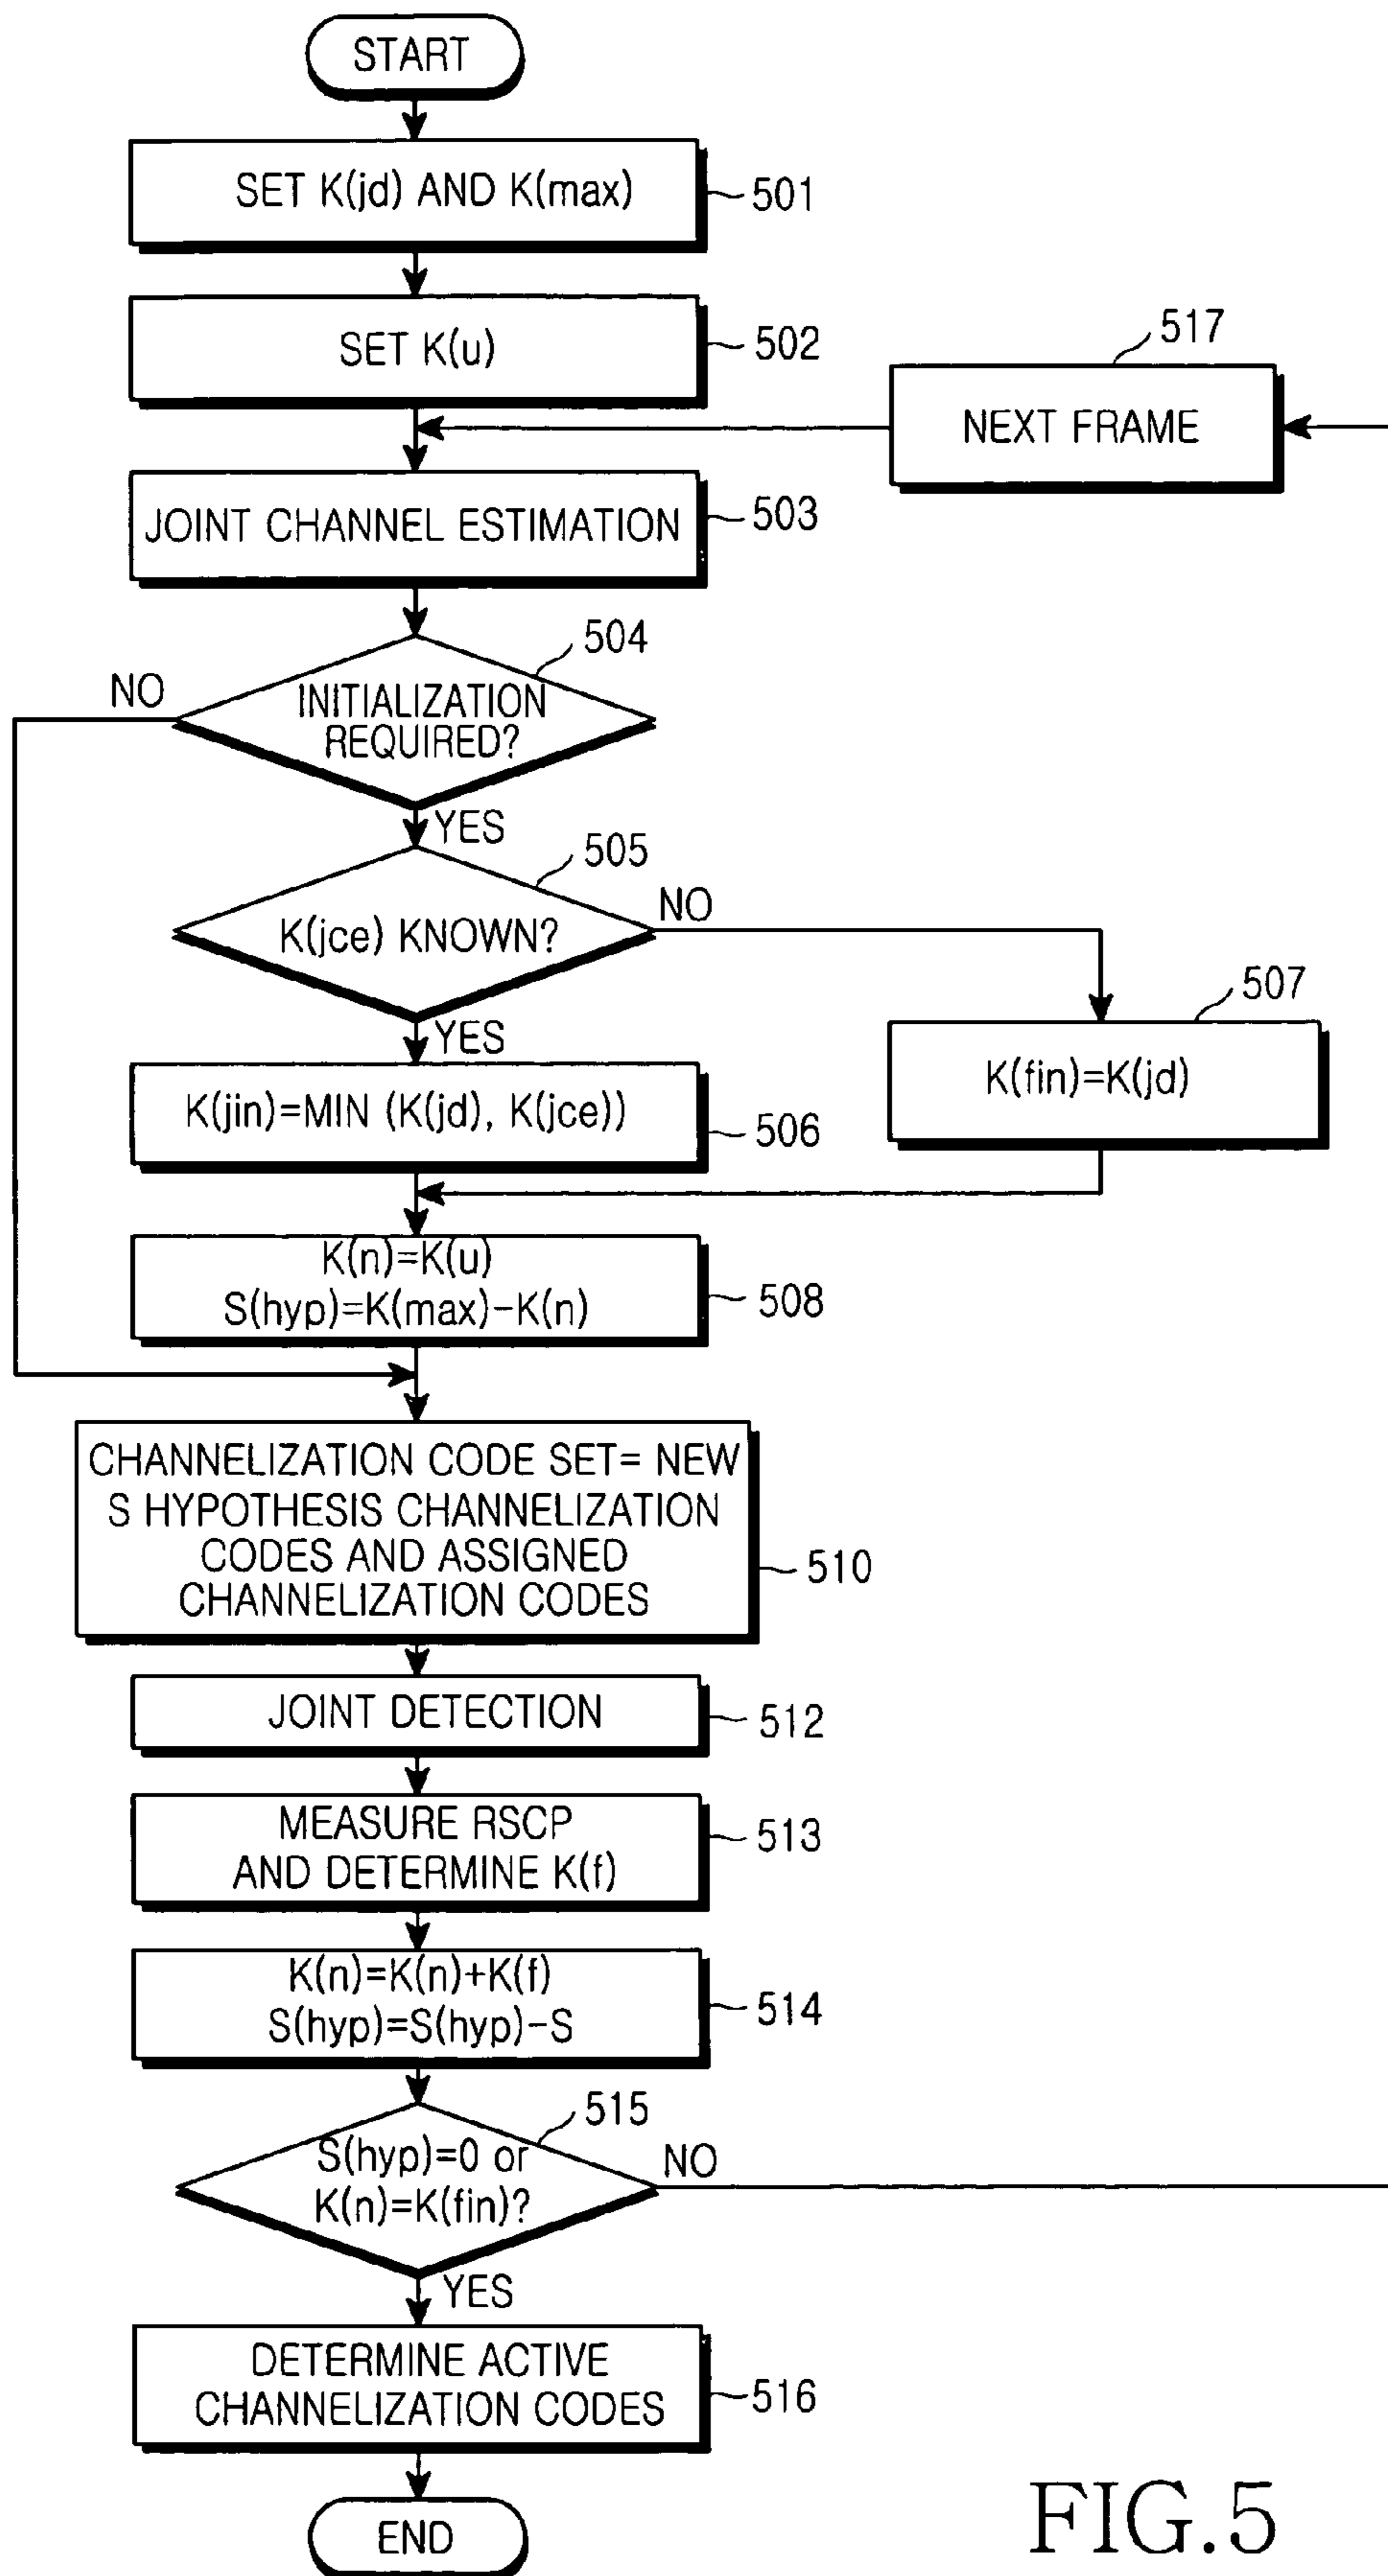 START
SET K(jd) AND K(max)
501
SET K(u)
502
517
NEXT FRAME
JOINT CHANNEL ESTIMATION
503
504
NO
INITIALIZATION
REQUIRED?
YES
505
NO
K(jce) KNOWN?
507
YES
K(fin)=K(jd)
K(jin)=MIN (K(jd), K(jce))
506
K(n)=K(u)
S(hyp)=K(max)-K(n)
508
CHANNELIZATION CODE SET= NEW
S HYPOTHESIS CHANNELIZATION
CODES AND ASSIGNED
CHANNELIZATION CODES
510
JOINT DETECTION
512
MEASURE RSCP
AND DETERMINE K(f)
513
K(n)=K(n)+K(f)
S(hyp)=S(hyp)-S
514
515
S(hyp)=0 or
K(n)=K(fin)?
NO
YES
DETERMINE ACTIVE
CHANNELIZATION CODES
516
END
FIG.5